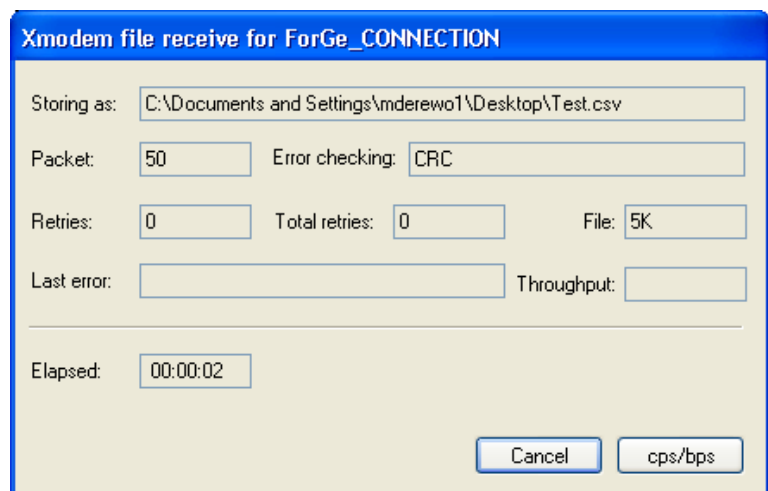 Xmodem file receive for ForGe_CONNECTION
Storing as: C:\Documents and Settings\mderewo1\Desktop\Test.csv
Packet: 50 Error checking: CRC
Retries: 0 Total retries: 0 File: 5K
Last error: Throughput:
Elapsed: 00:00:02
Cancel cps/bps